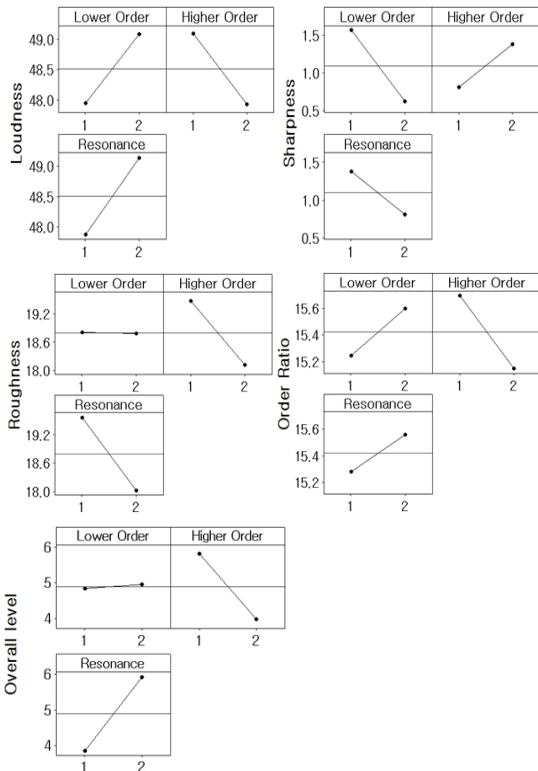 Lower Order Higher Order
49.0
48.5
48.0
1 2 1 2
Resonance
49.0
48.5
48.0
1 2
Loudness
Lower Order Higher Order
1.5
1.0
0.5
1 2 1 2
Resonance
1.5
1.0
0.5
1 2
Sharpness
Lower Order Higher Order
19.2
18.6
18.0
1 2 1 2
Resonance
19.2
18.6
18.0
1 2
Roughness
Lower Order Higher Order
15.6
15.4
15.2
1 2 1 2
Resonance
15.6
15.4
15.2
1 2
Order Ratio
Lower Order Higher Order
6
5
4
1 2 1 2
Resonance
6
5
4
1 2
Overall level